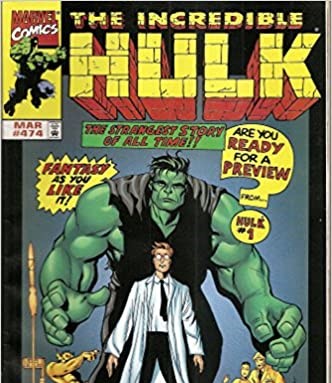 MARVEL
COMICS
THE INCREDIBLE
HULK
MAR
#474
THE STRANGEST STORY
OF ALL TIME!!
ARE YOU
READY
FOR A
PREVIEW
FROM...
HULK
#1
FANTASY
AS YOU
LIKE
IT!